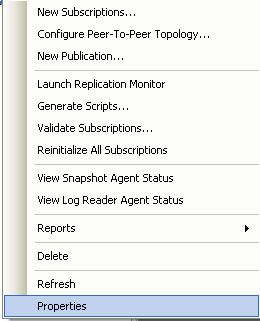 New Subscriptions...
Configure Peer-To-Peer Topology...
New Publication...
Launch Replication Monitor
Generate Scripts...
Validate Subscriptions...
Reinitialize All Subscriptions
View Snapshot Agent Status
View Log Reader Agent Status
Reports
Delete
Refresh
Properties